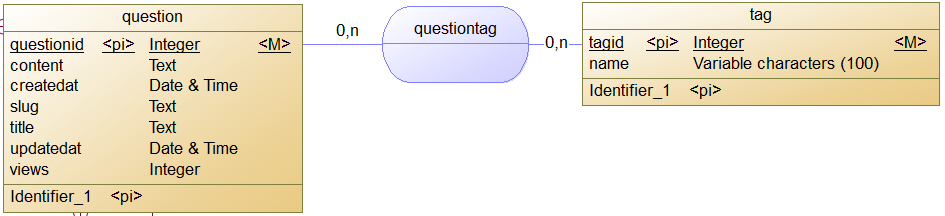 question
questionid <pi> Integer <M>
content Text
createdat Date & Time
slug Text
title Text
updatedat Date & Time
views Integer
Identifier_1 <pi>
0,n
questiontag
0,n
tag
tagid <pi> Integer <M>
name Variable characters (100)
Identifier_1 <pi>